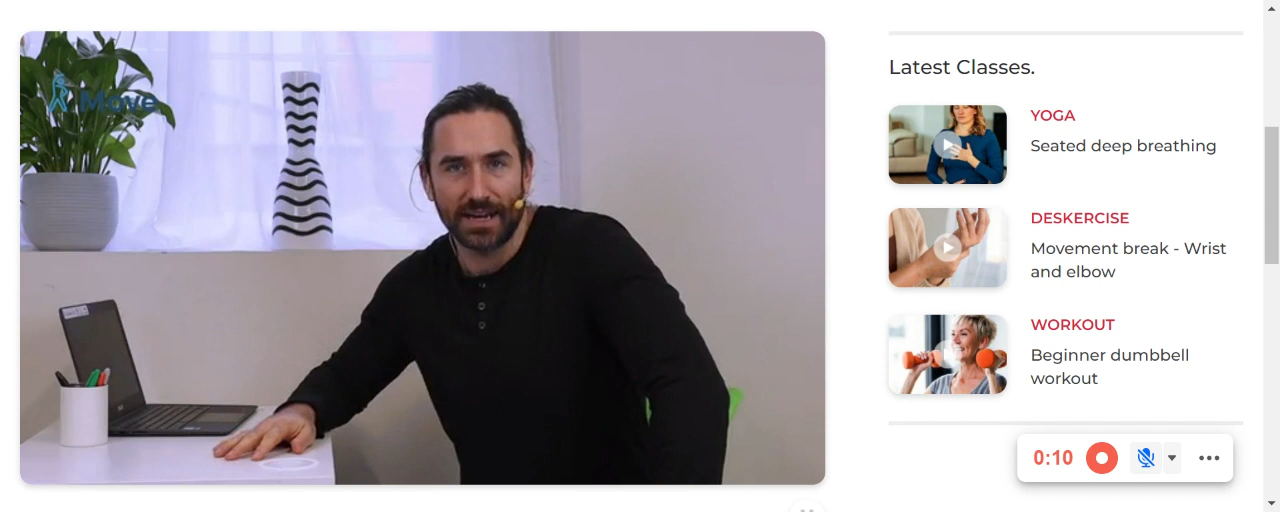 Move
Latest Classes.
YOGA
Seated deep breathing
DESKERCISE
Movement break - Wrist
and elbow
WORKOUT
Beginner dumbbell
workout
0:10